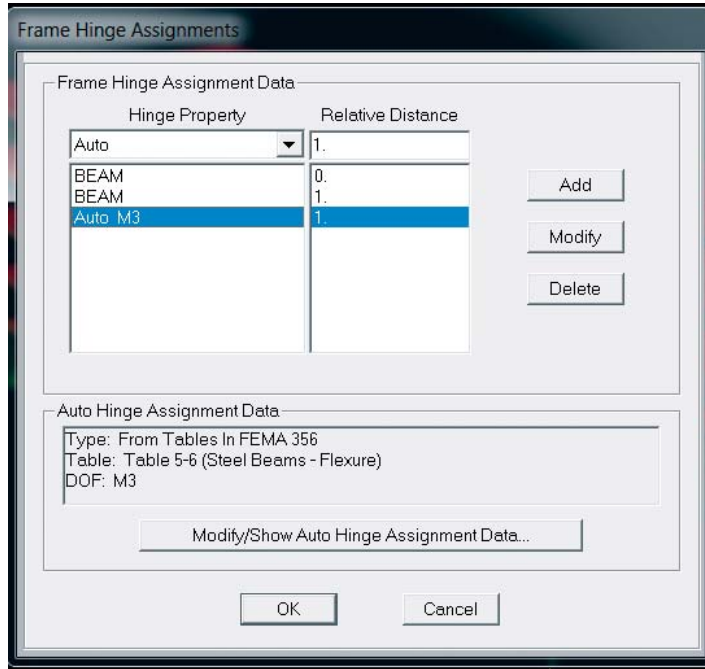 Frame Hinge Assignments
Frame Hinge Assignment Data
Hinge Property Relative Distance
Auto 1.
BEAM 0.
BEAM 1.
Auto M3 1.
Add
Modify
Delete
Auto Hinge Assignment Data
Type: From Tables In FEMA 356
Table: Table 5-6 (Steel Beams - Flexure)
DOF: M3
Modify/Show Auto Hinge Assignment Data...
OK Cancel